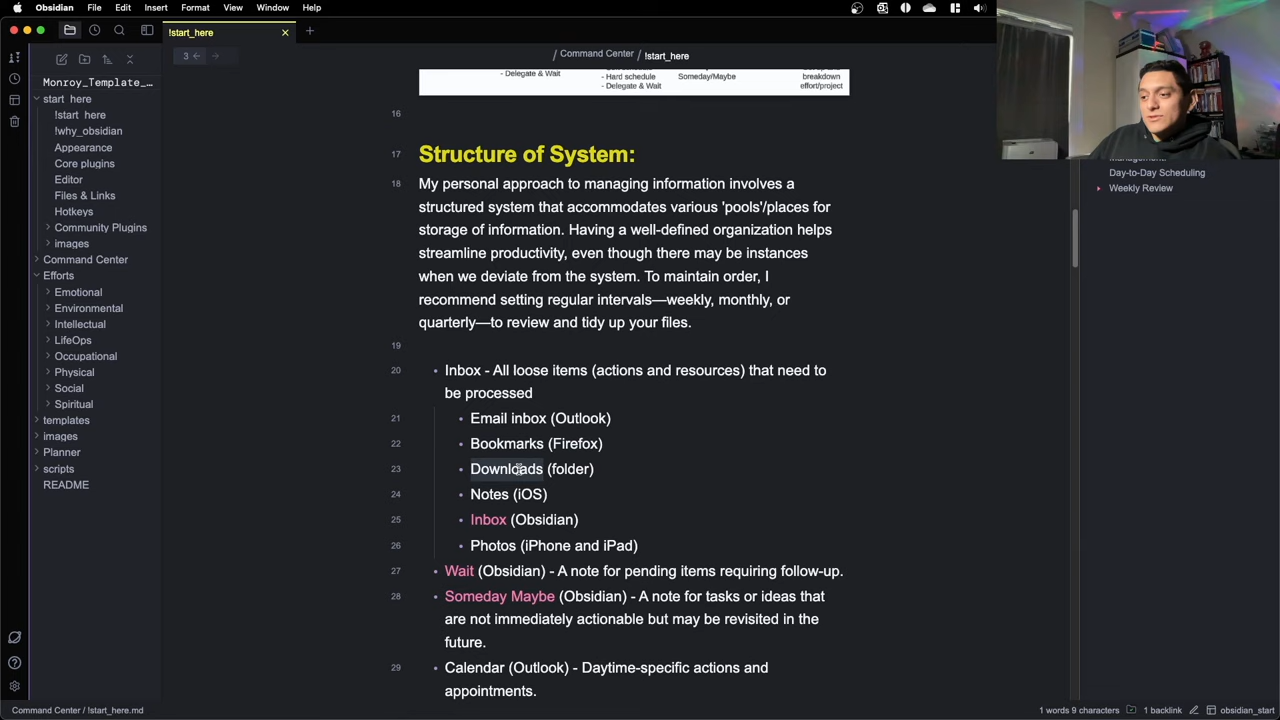 Obsidian File Edit Insert Format View Window Help
!start_here
3
/ Command Center / !start_here
Monroy_Template_...
start here
!start here
!why_obsidian
Appearance
Core plugins
Editor
Files & Links
Hotkeys
Community Plugins
images
Command Center
Efforts
Emotional
Environmental
Intellectual
LifeOps
Occupational
Physical
Social
Spiritual
templates
images
Planner
scripts
README
- Delegate & Wait
- Hard schedule
- Delegate & Wait
Someday/Maybe
breakdown
effort/project
16
17 Structure of System:
18 My personal approach to managing information involves a
structured system that accommodates various 'pools'/places for
storage of information. Having a well-defined organization helps
streamline productivity, even though there may be instances
when we deviate from the system. To maintain order, I
recommend setting regular intervals—weekly, monthly, or
quarterly—to review and tidy up your files.
19
20 • Inbox - All loose items (actions and resources) that need to
be processed
21 • Email inbox (Outlook)
22 • Bookmarks (Firefox)
23 • Downloads (folder)
24 • Notes (iOS)
25 • Inbox (Obsidian)
26 • Photos (iPhone and iPad)
27 • Wait (Obsidian) - A note for pending items requiring follow-up.
28 • Someday Maybe (Obsidian) - A note for tasks or ideas that
are not immediately actionable but may be revisited in the
future.
29 • Calendar (Outlook) - Daytime-specific actions and
appointments.
Day-to-Day Scheduling
Weekly Review
Command Center / !start_here.md
1 words 9 characters
1 backlink
obsidian_start